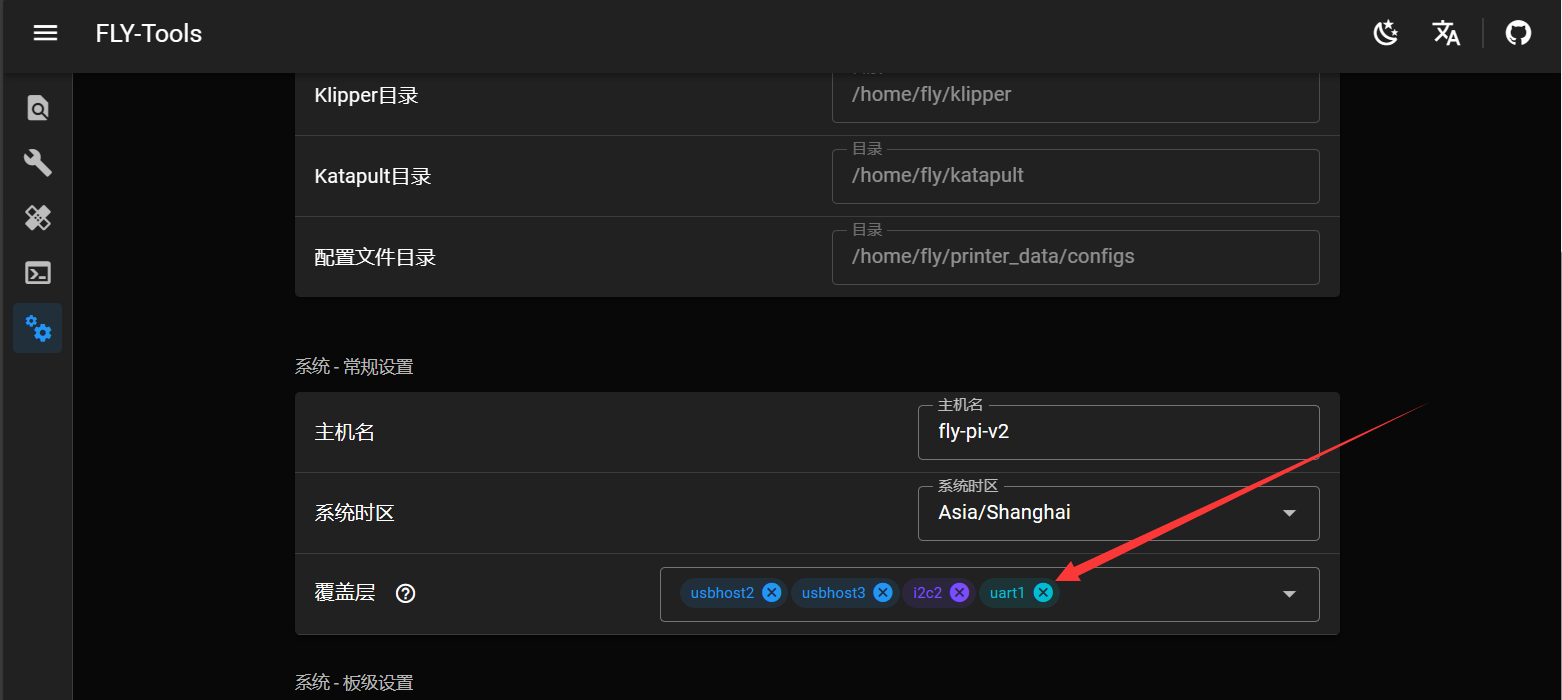 FLY-Tools
Klipper目录
/home/fly/klipper
目录
Katapult目录
/home/fly/katapult
目录
配置文件目录
/home/fly/printer_data/configs
系统 - 常规设置
主机名
主机名
fly-pi-v2
系统时区
系统时区
Asia/Shanghai
覆盖层
usbhost2 usbhost3 i2c2 uart1
系统 - 板级设置